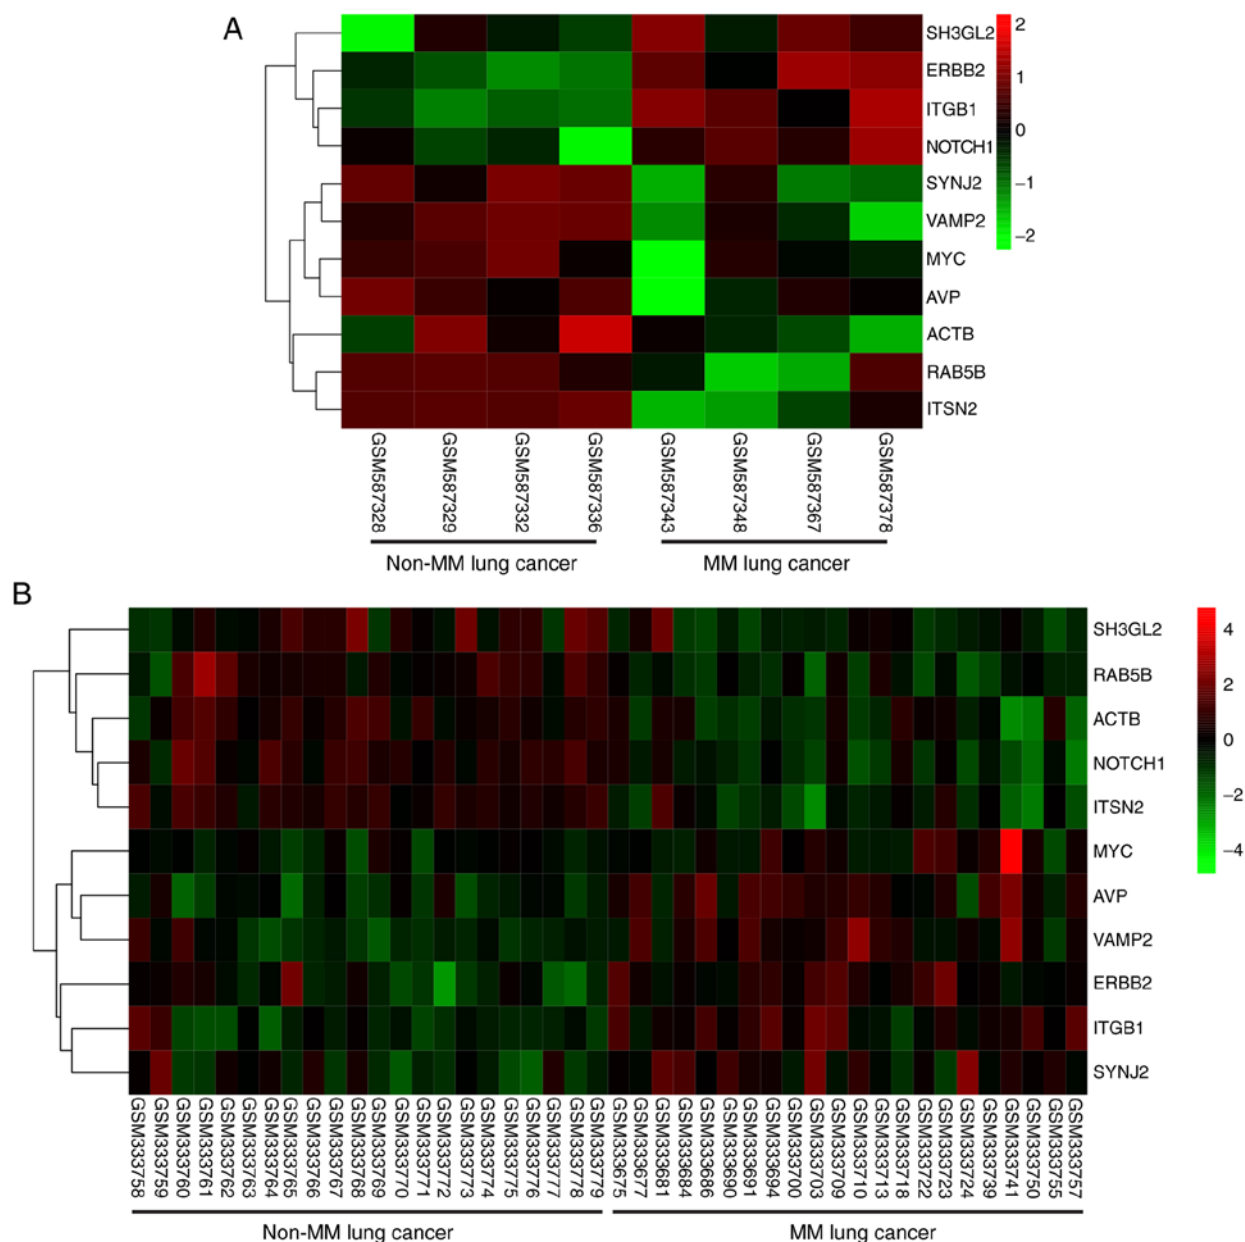 A
SH3GL2
ERBB2
ITGB1
NOTCH1
SYNJ2
VAMP2
MYC
AVP
ACTB
RAB5B
ITSN2
2
1
0
−1
−2
GSM587328
GSM587329
GSM587332
GSM587336
GSM587343
GSM587348
GSM587367
GSM587378
Non-MM lung cancer
MM lung cancer
B
SH3GL2
RAB5B
ACTB
NOTCH1
ITSN2
MYC
AVP
VAMP2
ERBB2
ITGB1
SYNJ2
4
2
0
−2
−4
GSM333758
GSM333759
GSM333760
GSM333761
GSM333762
GSM333763
GSM333764
GSM333765
GSM333766
GSM333767
GSM333768
GSM333769
GSM333770
GSM333771
GSM333772
GSM333773
GSM333774
GSM333775
GSM333776
GSM333777
GSM333778
GSM333779
GSM333675
GSM333677
GSM333681
GSM333684
GSM333686
GSM333690
GSM333691
GSM333694
GSM333700
GSM333703
GSM333709
GSM333710
GSM333713
GSM333718
GSM333722
GSM333723
GSM333724
GSM333739
GSM333741
GSM333750
GSM333755
GSM333757
Non-MM lung cancer
MM lung cancer